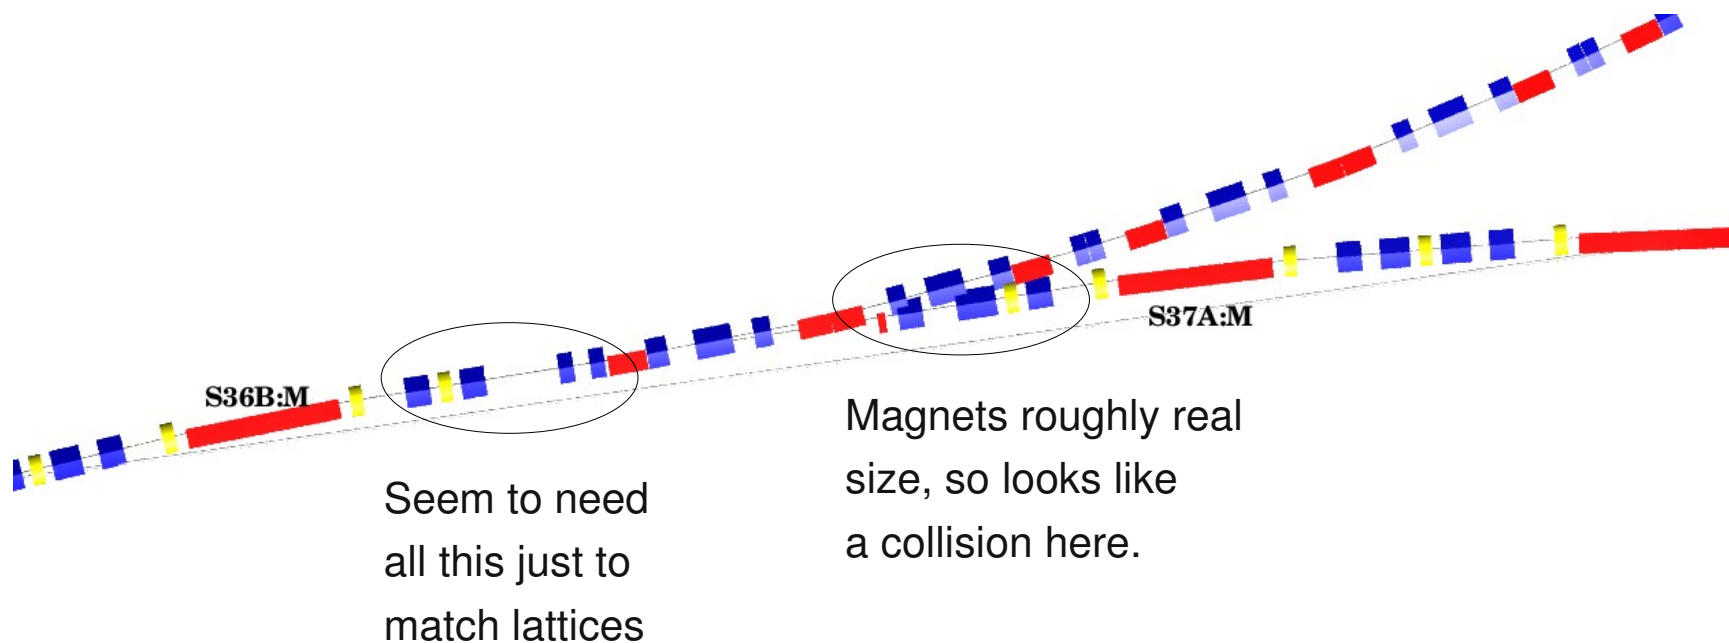 S36B:M
S37A:M
Seem to need
all this just to
match lattices
Magnets roughly real
size, so looks like
a collision here.